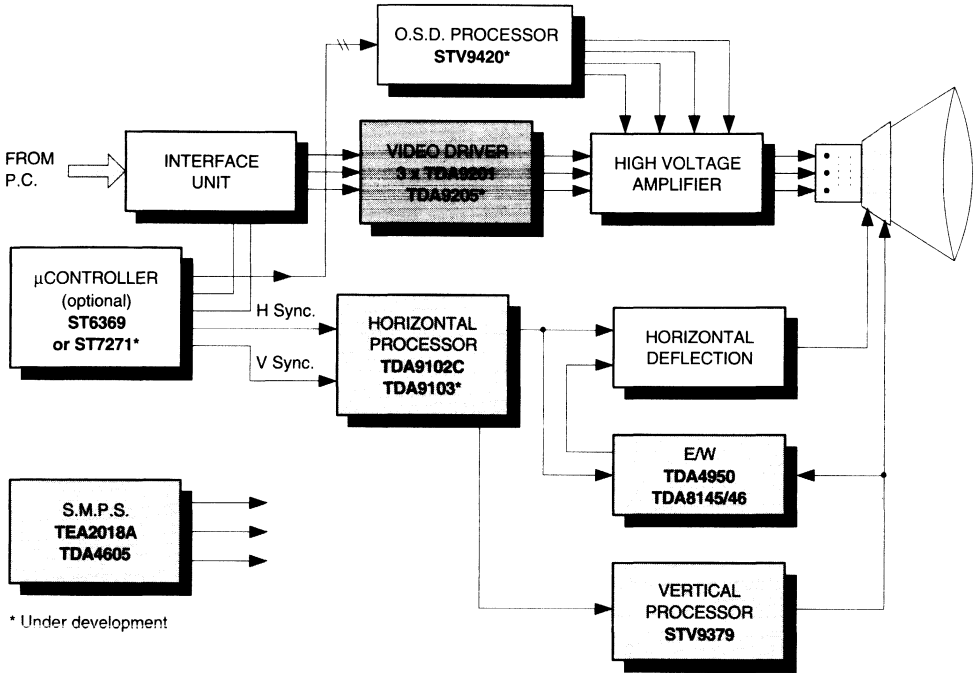 O.S.D. PROCESSOR
STV9420*
FROM
P.C.
INTERFACE
UNIT
VIDEO DRIVER
3 x TDA9201
TDA9205*
HIGH VOLTAGE
AMPLIFIER
µCONTROLLER
(optional)
ST6369
or ST7271*
H Sync.
V Sync.
HORIZONTAL
PROCESSOR
TDA9102C
TDA9103*
HORIZONTAL
DEFLECTION
E/W
TDA4950
TDA8145/46
S.M.P.S.
TEA2018A
TDA4605
VERTICAL
PROCESSOR
STV9379
* Under development